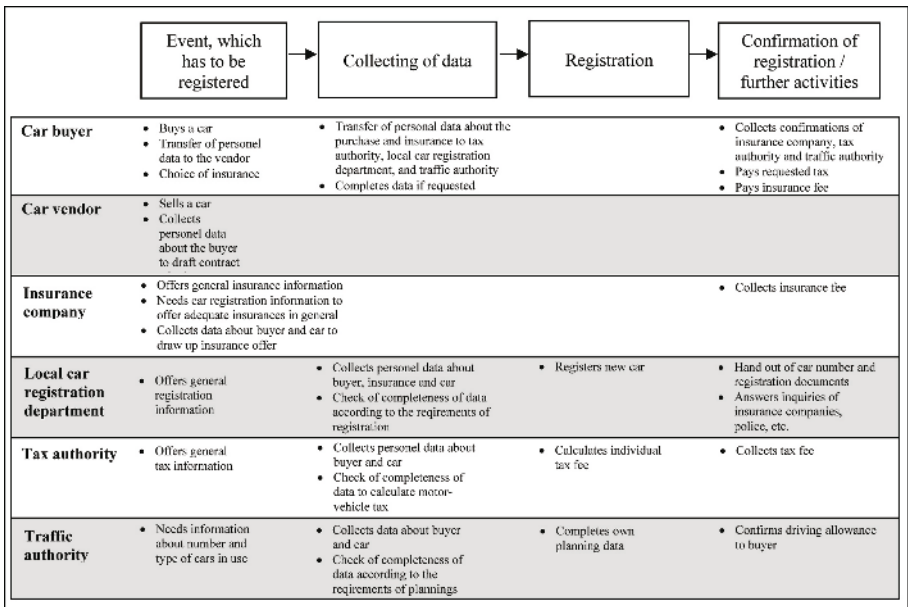 Event, which
has to be
registered
Collecting of data
Registration
Confirmation of
registration /
further activities
Car buyer
• Buys a car
• Transfer of personal
data to the vendor
• Choice of insurance
• Transfer of personal data about the
purchase and insurance to tax
authority, local car registration
department, and traffic authority
• Completes data if requested
• Collects confirmations of
insurance company, tax
authority and traffic authority
• Pays requested tax
• Pays insurance fee
Car vendor
• Sells a car
• Collects
personel data
about the buyer
to draft contract
Insurance
company
• Offers general insurance information
• Needs car registration information to
offer adequate insurances in general
• Collects data about buyer and car to
draw up insurance offer
• Collects insurance fee
Local car
registration
department
• Offers general
registration
information
• Collects personel data about
buyer, insurance and car
• Check of completeness of data
according to the reqirements of
registration
• Registers new car
• Hand out of car number and
registration documents
• Answers inquiries of
insurance companies,
police, etc.
Tax authority
• Offers general
tax information
• Collects personel data about
buyer and car
• Check of completeness of
data to calculate motor-
vehicle tax
• Calculates individual
tax fee
• Collects tax fee
Traffic
authority
• Needs information
about number and
type of cars in use
• Collects data about buyer
and car
• Check of completeness of
data according to the
reqirements of plannings
• Completes own
planning data
• Confirms driving allowance
to buyer